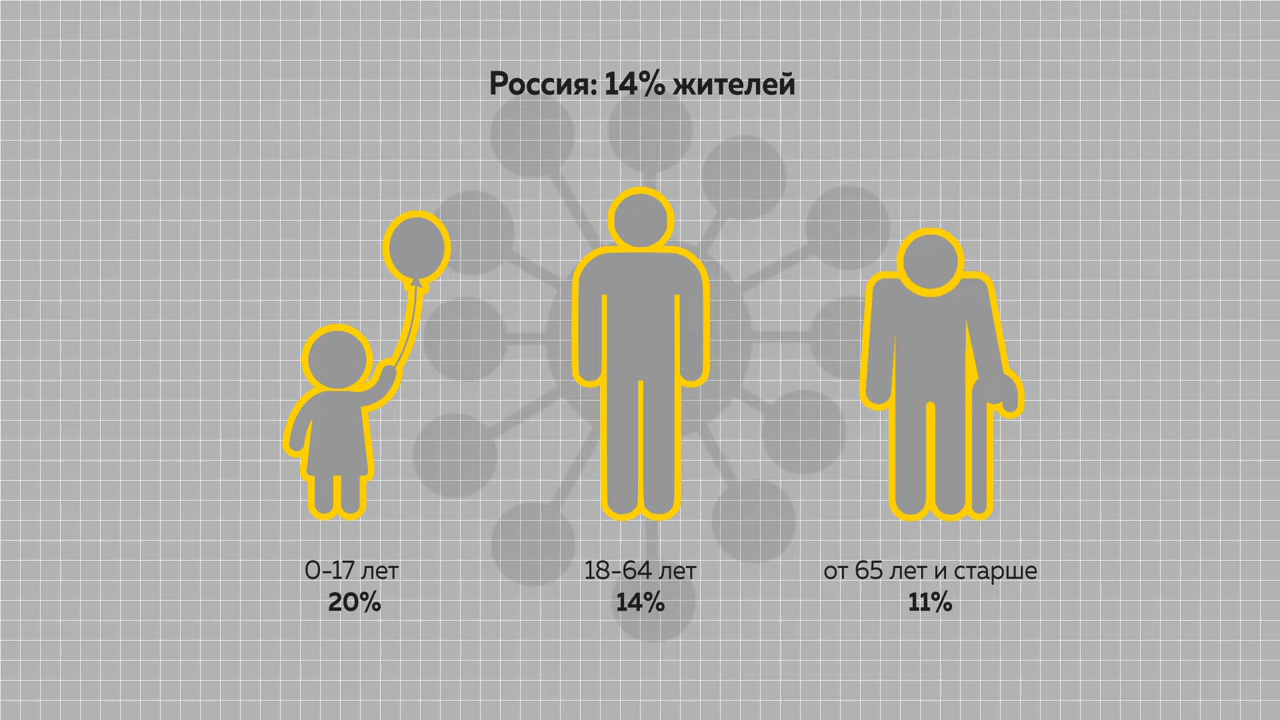 Россия: 14% жителей
0-17 лет
20%
18-64 лет
14%
от 65 лет и старше
11%